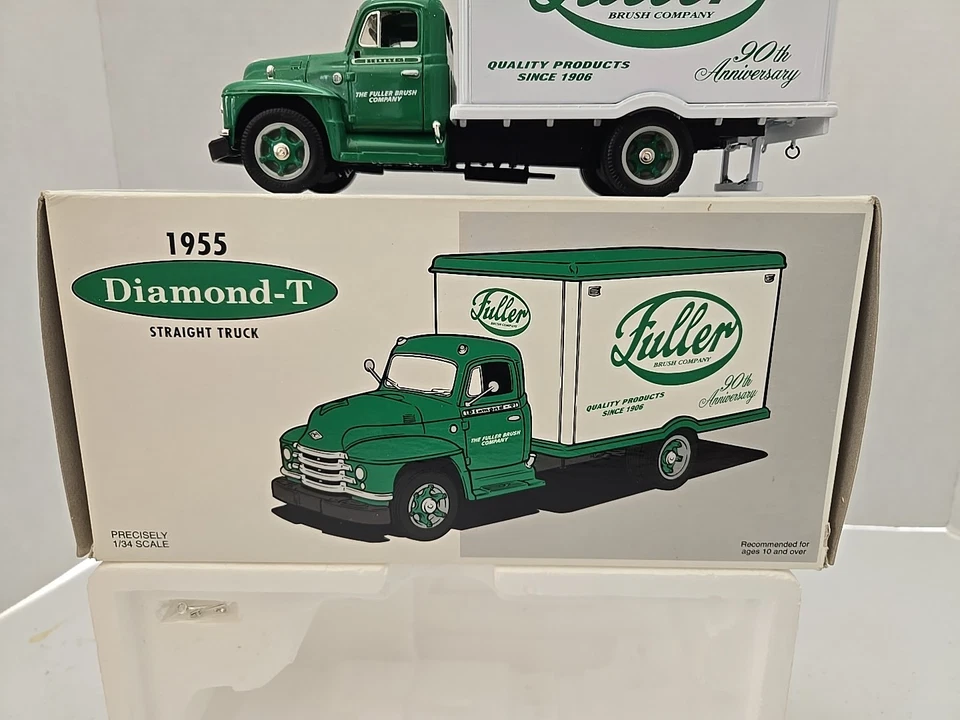 Fuller
BRUSH COMPANY
QUALITY PRODUCTS
SINCE 1906
90th
Anniversary
THE FULLER BRUSH
COMPANY
1955
Diamond-T
STRAIGHT TRUCK
Fuller
BRUSH COMPANY
Fuller
BRUSH COMPANY
90th
Anniversary
QUALITY PRODUCTS
SINCE 1906
THE FULLER BRUSH
COMPANY
PRECISELY
1/34 SCALE
Recommended for
ages 10 and over